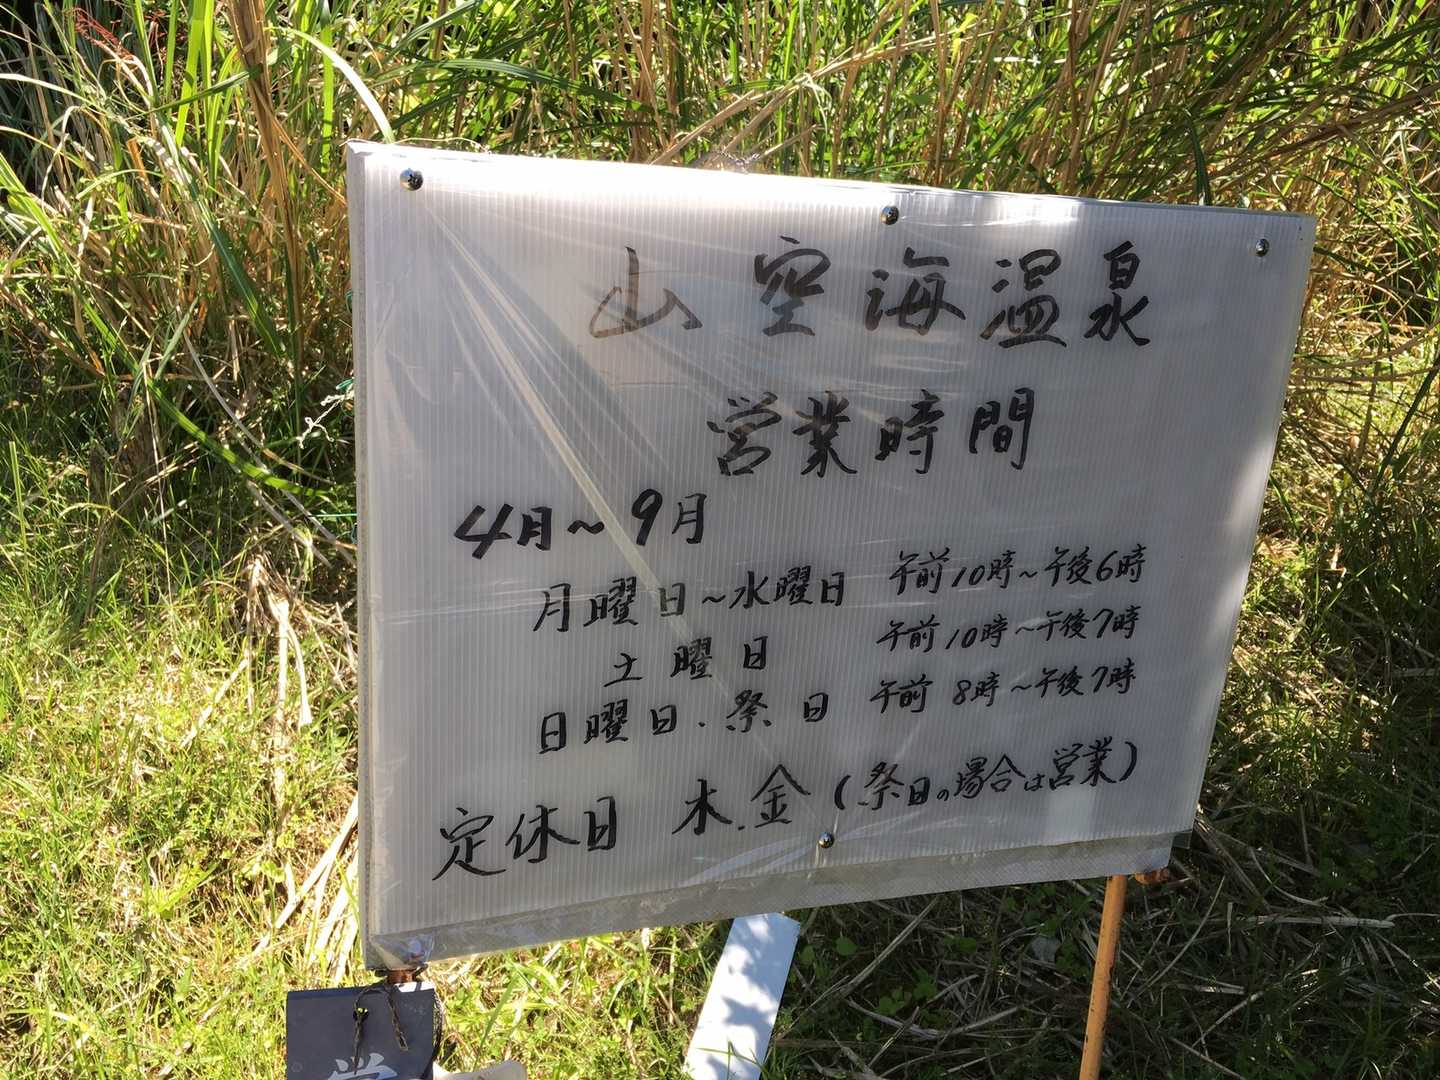 山空海温泉
営業時間
4月～9月
月曜日～水曜日 午前10時～午後6時
土曜日 午前10時～午後7時
日曜日・祭日 午前8時～午後7時
定休日 木.金(祭日の場合は営業)